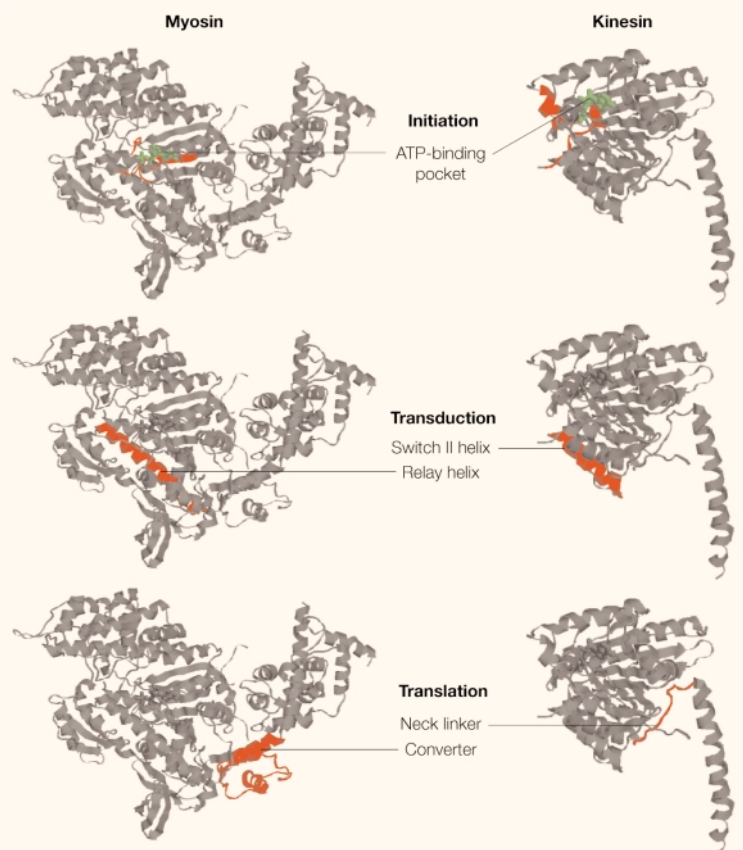 Myosin
Kinesin
Initiation
ATP-binding
pocket
Transduction
Switch II helix
Relay helix
Translation
Neck linker
Converter